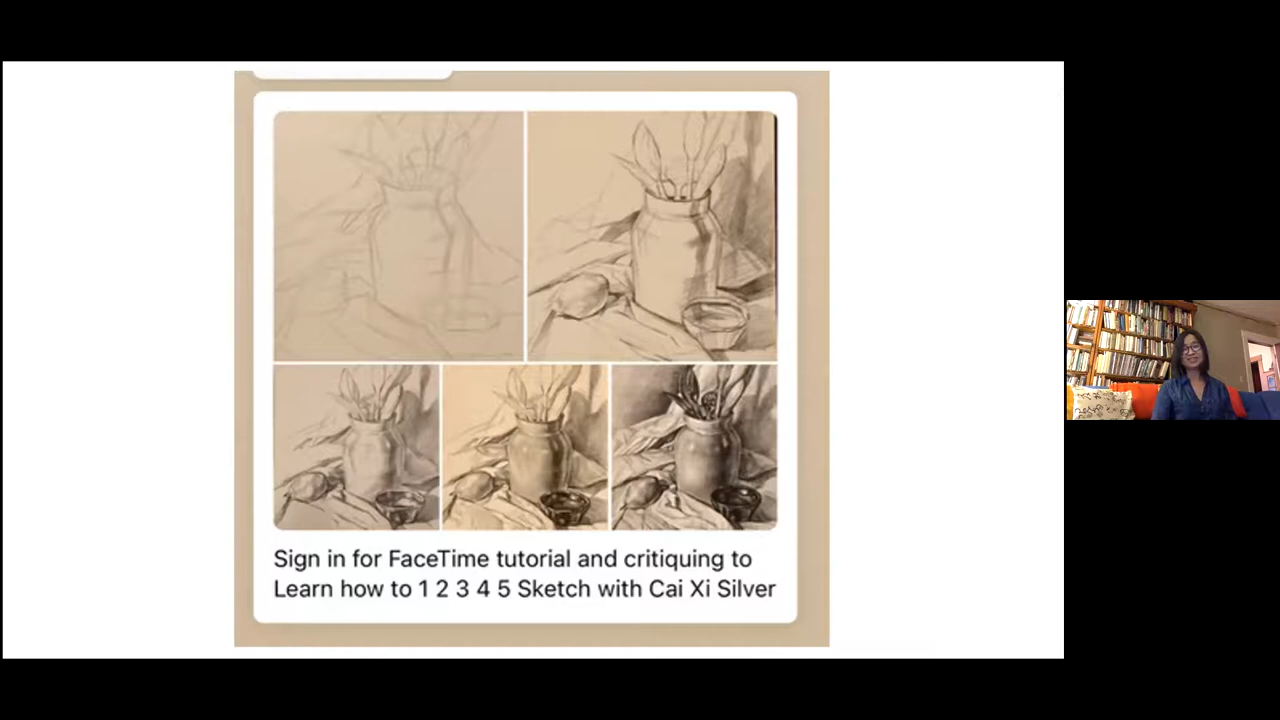 Sign in for FaceTime tutorial and critiquing to
Learn how to 1 2 3 4 5 Sketch with Cai Xi Silver